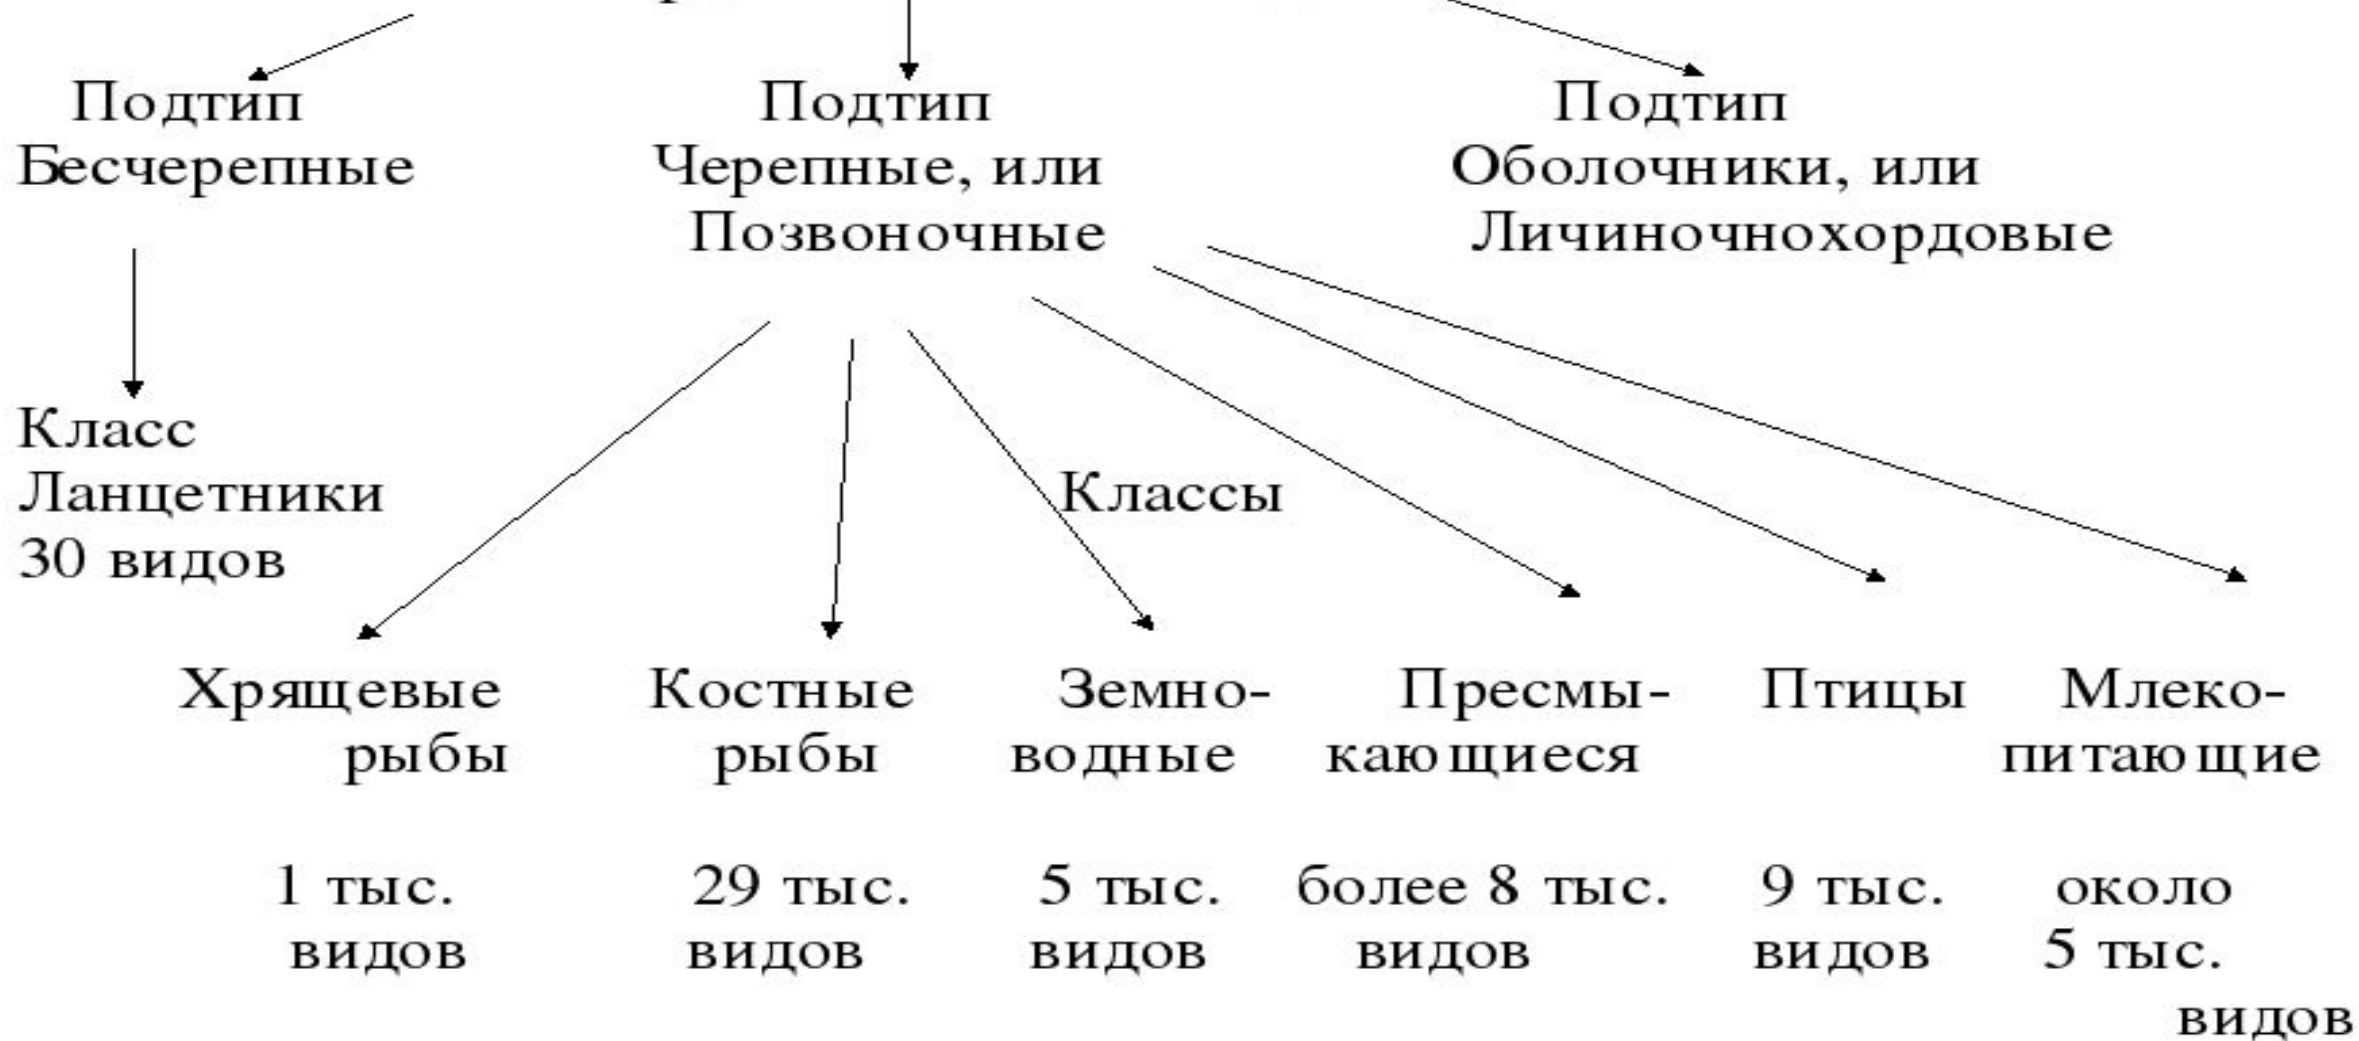 Подтип
Бесчерепные
Подтип
Черепные, или
Позвоночные
Подтип
Оболочники, или
Личиночнохордовые
Класс
Ланцетники
30 видов
Классы
Хрящевые
рыбы
Костные
рыбы
Земно-
водные
Пресмы-
кающиеся
Птицы
Млеко-
питающие
1 тыс.
видов
29 тыс.
видов
5 тыс.
видов
более 8 тыс.
видов
9 тыс.
видов
около
5 тыс.
видов